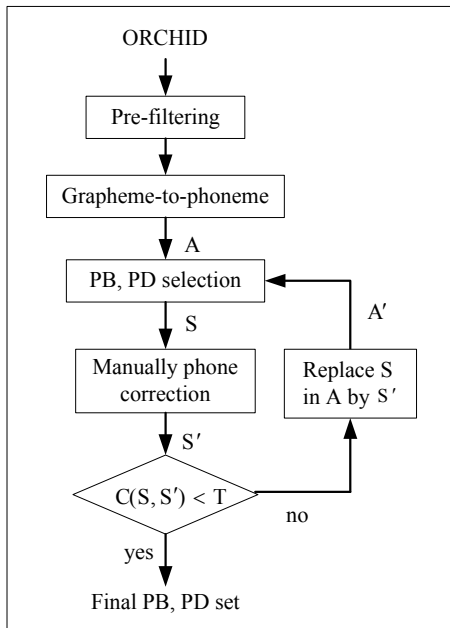 ORCHID
Pre-filtering
Grapheme-to-phoneme
A
PB, PD selection
S
A′
Manually phone
correction
Replace S
in A by S′
S′
C(S, S′) < T
no
yes
Final PB, PD set